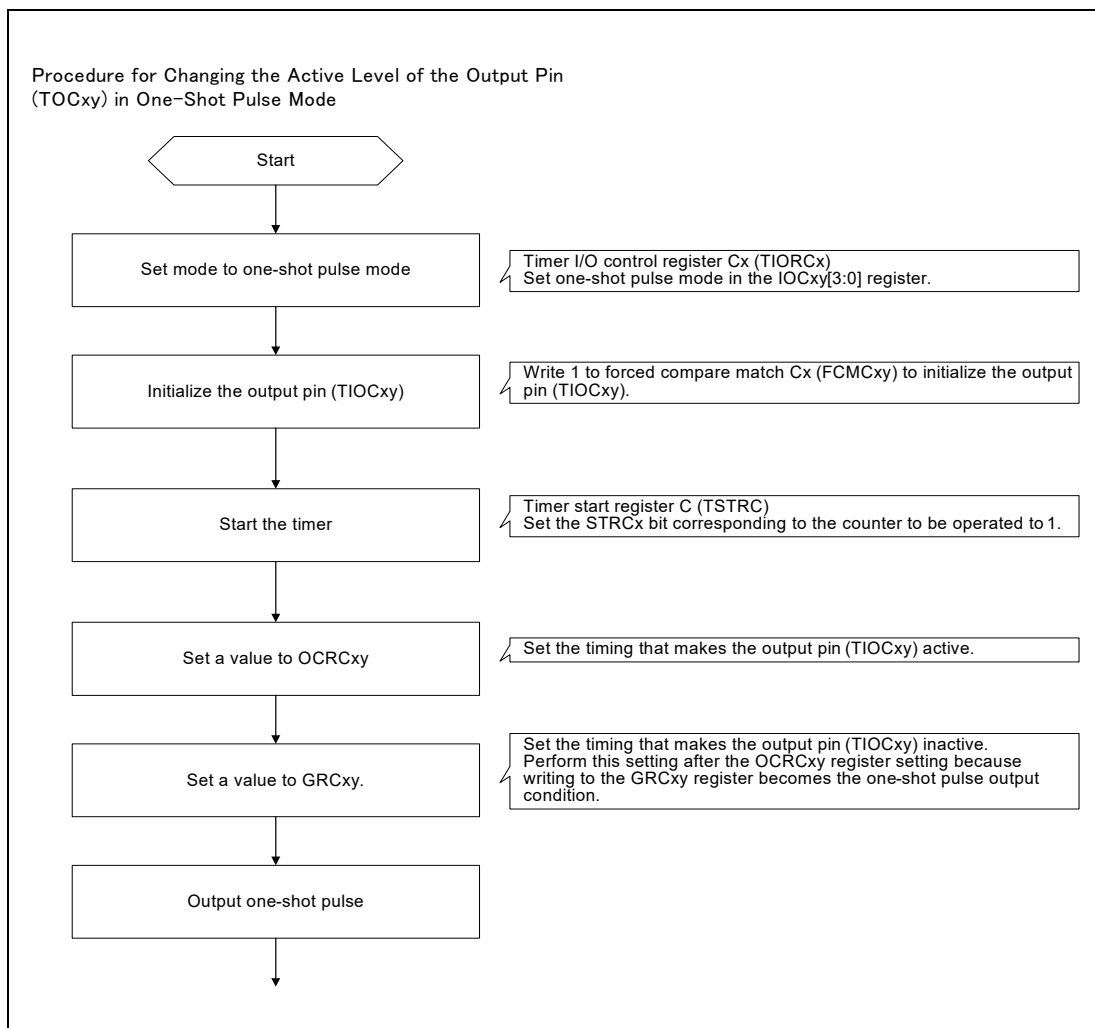 Procedure for Changing the Active Level of the Output Pin
(TOCxy) in One-Shot Pulse Mode
Start
Set mode to one-shot pulse mode
Timer I/O control register Cx (TIORCx)
Set one-shot pulse mode in the IOCxy[3:0] register.
Initialize the output pin (TIOCxy)
Write 1 to forced compare match Cx (FCMCxy) to initialize the output
pin (TIOCxy).
Start the timer
Timer start register C (TSTRC)
Set the STRCx bit corresponding to the counter to be operated to 1.
Set a value to OCRCxy
Set the timing that makes the output pin (TIOCxy) active.
Set a value to GRCxy.
Set the timing that makes the output pin (TIOCxy) inactive.
Perform this setting after the OCRCxy register setting because
writing to the GRCxy register becomes the one-shot pulse output
condition.
Output one-shot pulse